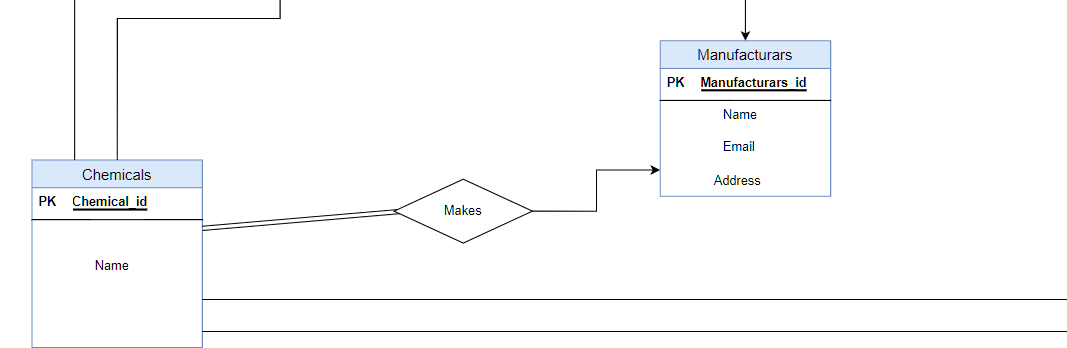 Manufacturars
PK Manufacturars_id
Name
Email
Address
Chemicals
PK Chemical_id
Name
Makes